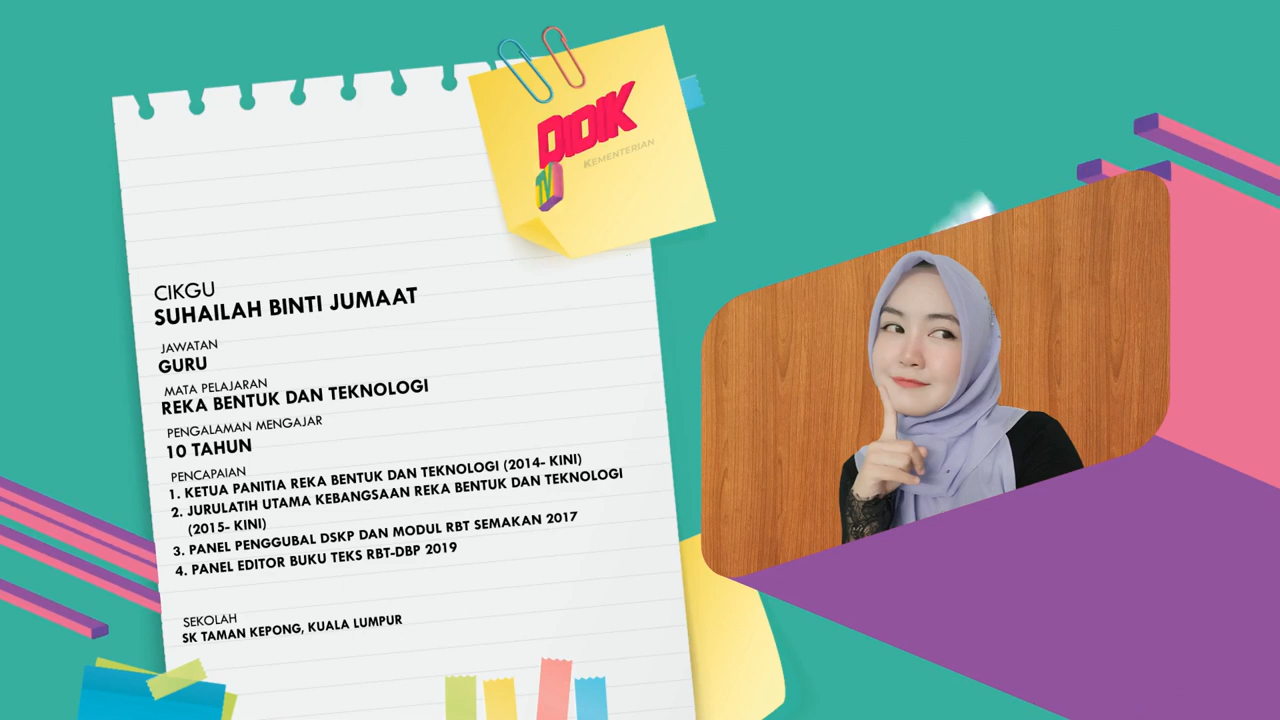 DIDIK
TV
KEMENTERIAN
CIKGU
SUHAILAH BINTI JUMAAT
JAWATAN
GURU
MATA PELAJARAN
REKA BENTUK DAN TEKNOLOGI
PENGALAMAN MENGAJAR
10 TAHUN
PENCAPAIAN
1. KETUA PANITIA REKA BENTUK DAN TEKNOLOGI (2014- KINI)
2. JURULATIH UTAMA KEBANGSAAN REKA BENTUK DAN TEKNOLOGI
(2015- KINI)
3. PANEL PENGGUBAL DSKP DAN MODUL RBT SEMAKAN 2017
4. PANEL EDITOR BUKU TEKS RBT-DBP 2019
SEKOLAH
SK TAMAN KEPONG, KUALA LUMPUR